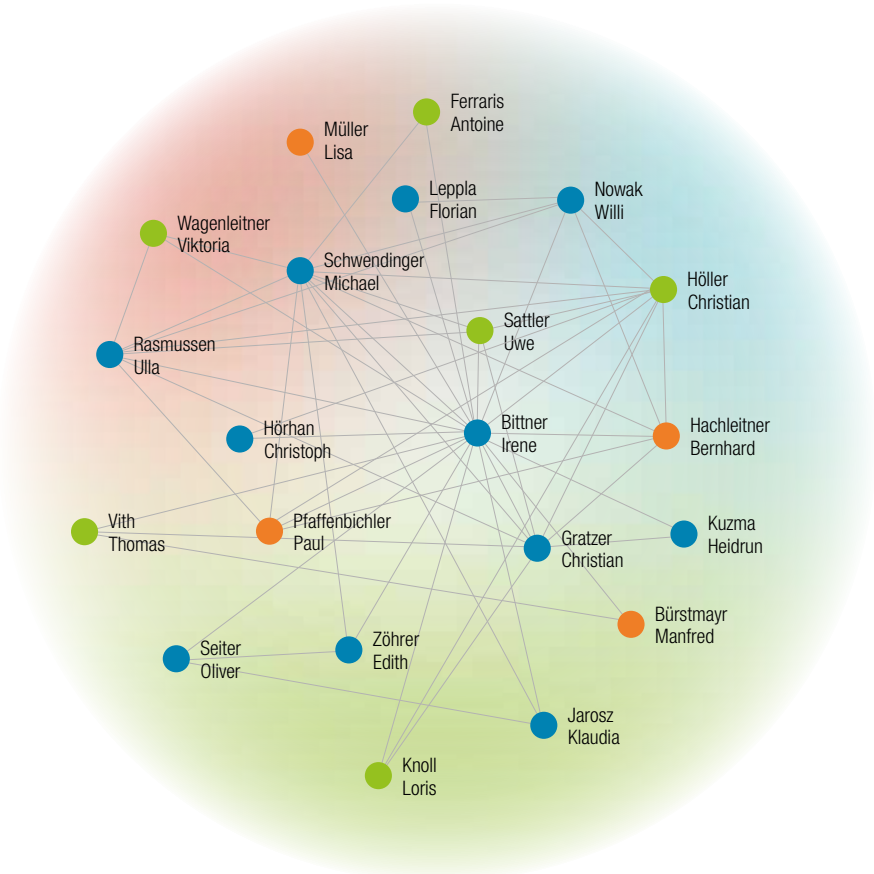 Ferraris
Antoine
Müller
Lisa
Leppla
Florian
Nowak
Willi
Wagenleitner
Viktoria
Schwendinger
Michael
Höller
Christian
Sattler
Uwe
Rasmussen
Ulla
Bittner
Irene
Hachleitner
Bernhard
Hörhan
Christoph
Vith
Thomas
Pfaffenbichler
Paul
Gratzer
Christian
Kuzma
Heidrun
Bürstmayr
Manfred
Seiter
Oliver
Zöhrer
Edith
Jarosz
Klaudia
Knoll
Loris